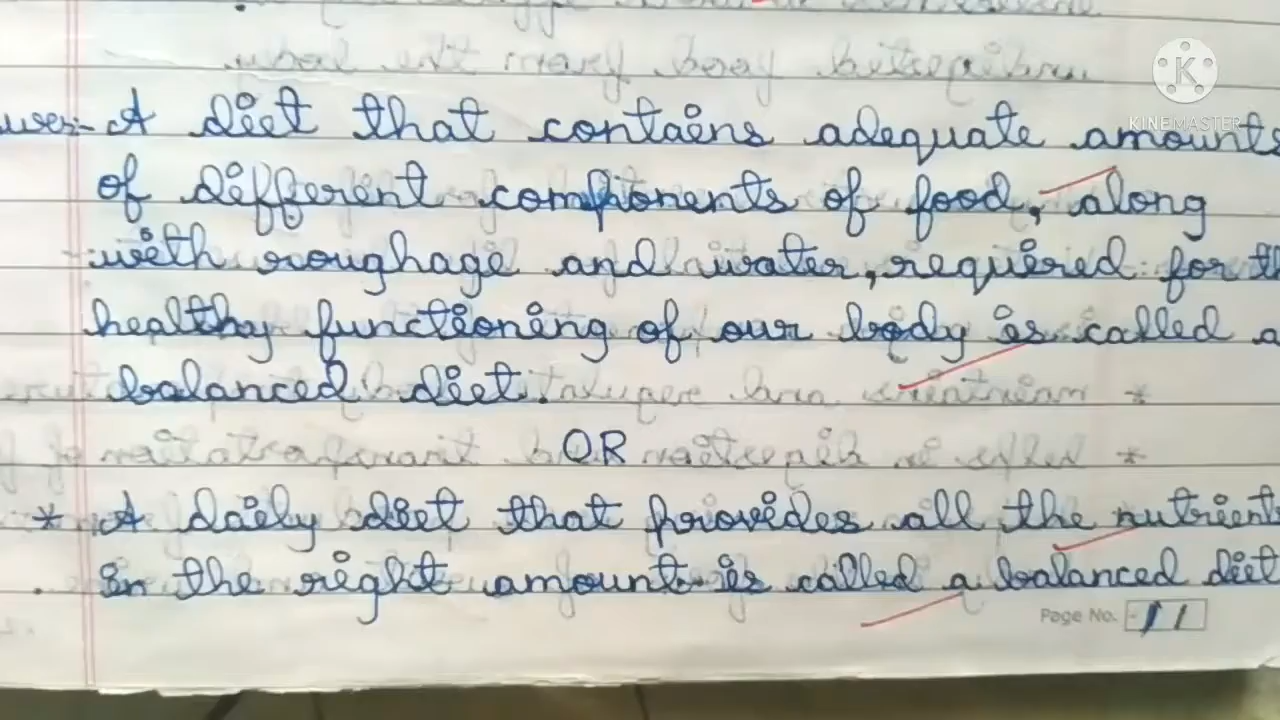 KINEMASTER
A diet that contains adequate amounts
of different components of food, along
with roughage and water, required for th
healthy functioning of our body is called a
balanced diet.
OR
* A daily diet that provides all the nutrient
in the right amount is called a balanced diet
Page No. 11